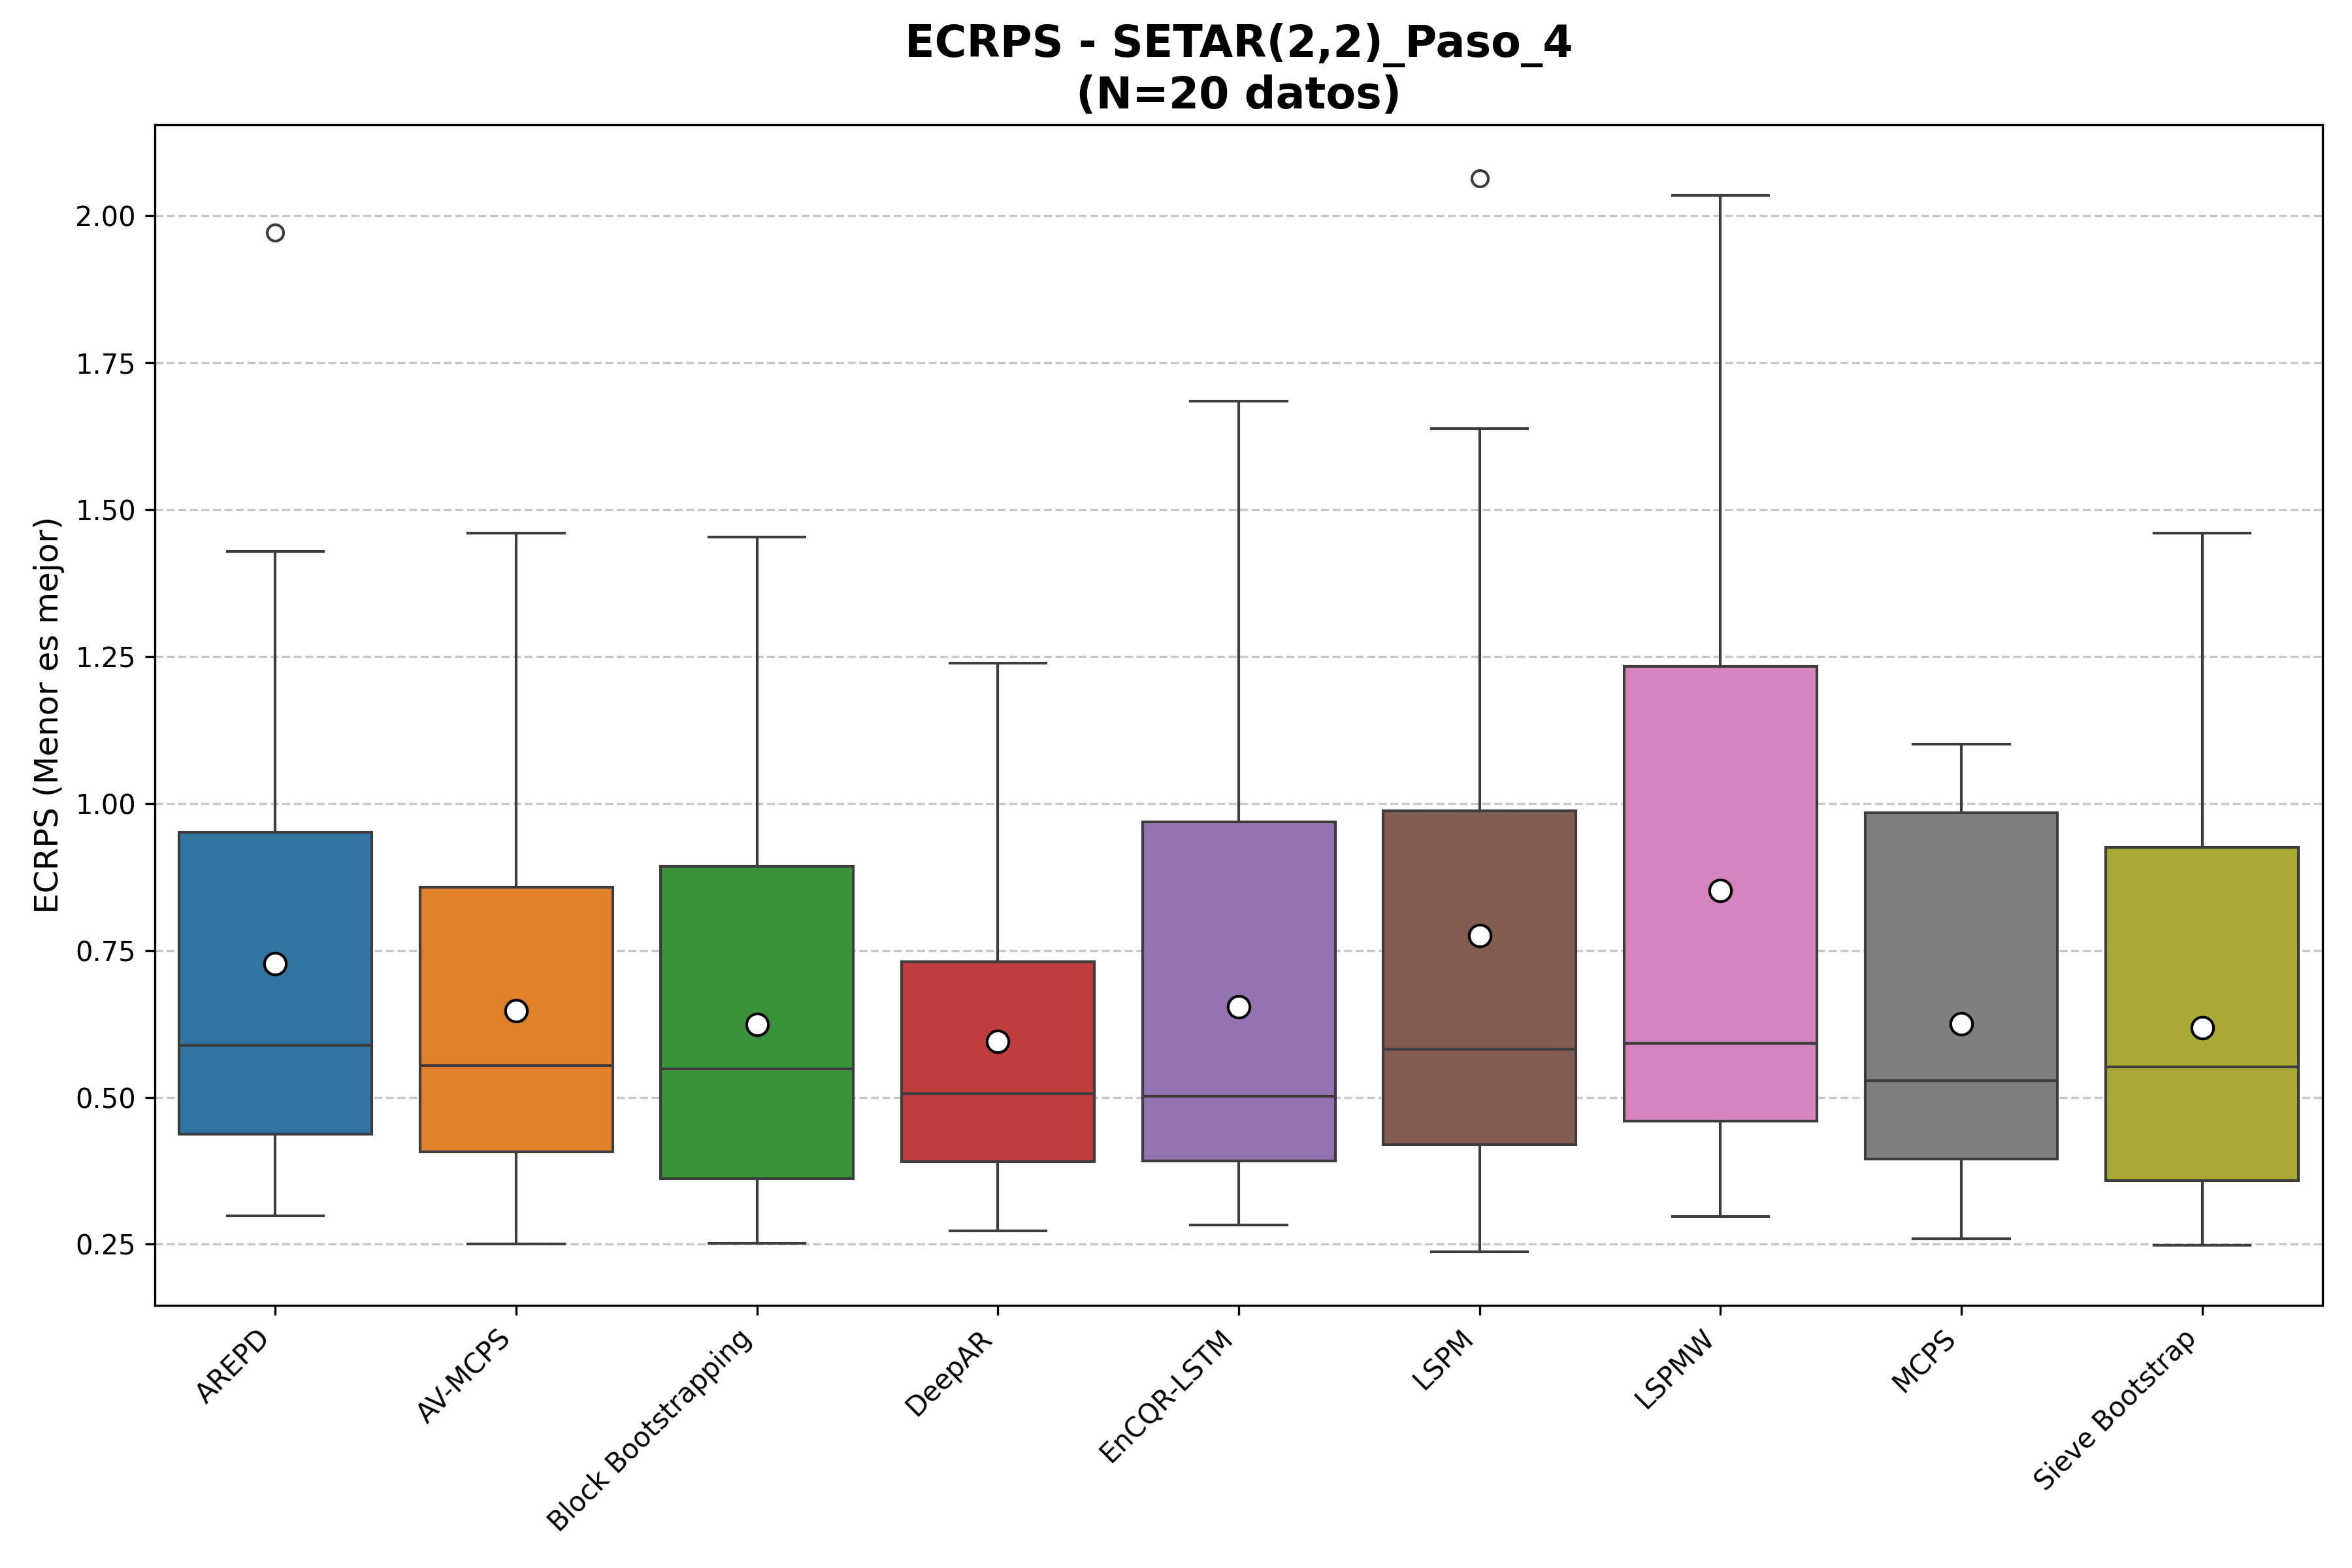 ECRPS - SETAR(2,2)_Paso_4
(N=20 datos)
ECRPS (Menor es mejor)
2.00
1.75
1.50
1.25
1.00
0.75
0.50
0.25
AREPD
AV-MCPS
Block Bootstrapping
DeepAR
EnCQR-LSTM
LSPM
LSPMW
MCPS
Sieve Bootstrap